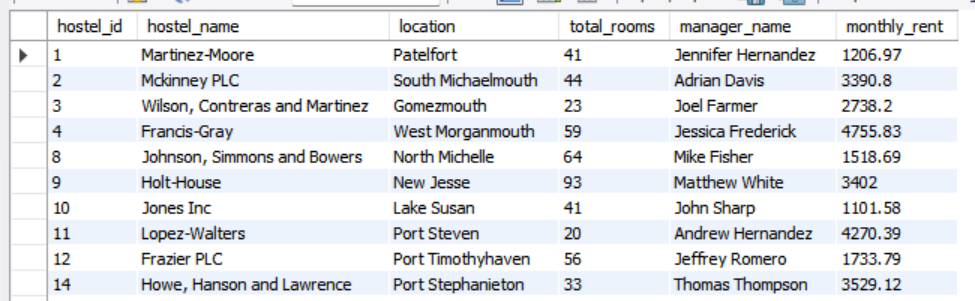 hostel_id hostel_name location total_rooms manager_name monthly_rent
1 Martinez-Moore Patelfort 41 Jennifer Hernandez 1206.97
2 Mckinney PLC South Michaelmouth 44 Adrian Davis 3390.8
3 Wilson, Contreras and Martinez Gomezmouth 23 Joel Farmer 2738.2
4 Francis-Gray West Morganmouth 59 Jessica Frederick 4755.83
8 Johnson, Simmons and Bowers North Michelle 64 Mike Fisher 1518.69
9 Holt-House New Jesse 93 Matthew White 3402
10 Jones Inc Lake Susan 41 John Sharp 1101.58
11 Lopez-Walters Port Steven 20 Andrew Hernandez 4270.39
12 Frazier PLC Port Timothyhaven 56 Jeffrey Romero 1733.79
14 Howe, Hanson and Lawrence Port Stephanieton 33 Thomas Thompson 3529.12